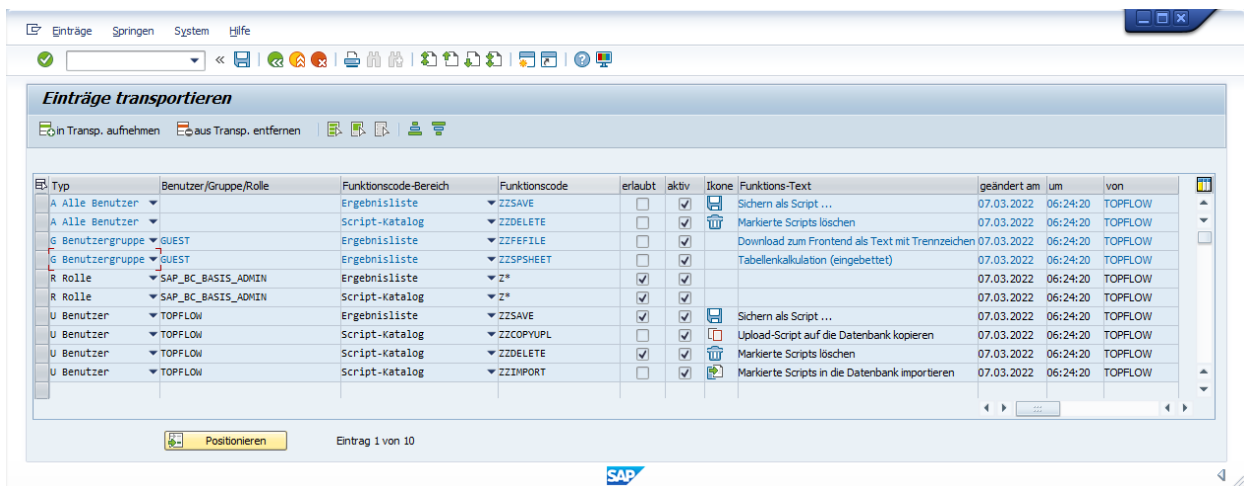 Einträge Springen System Hilfe
Einträge transportieren
in Transp. aufnehmen aus Transp. entfernen
Typ Benutzer/Gruppe/Rolle Funktionscode-Bereich Funktionscode erlaubt aktiv Ikone Funktions-Text geändert am um von
A Alle Benutzer Ergebnisliste ZZSAVE Sichern als Script ... 07.03.2022 06:24:20 TOPFLOW
A Alle Benutzer Script-Katalog ZZDELETE Markierte Scripts löschen 07.03.2022 06:24:20 TOPFLOW
G Benutzergruppe GUEST Ergebnisliste ZZFEFILE Download zum Frontend als Text mit Trennzeichen 07.03.2022 06:24:20 TOPFLOW
G Benutzergruppe GUEST Ergebnisliste ZZSPSHEET Tabellenkalkulation (eingebettet) 07.03.2022 06:24:20 TOPFLOW
R Rolle SAP_BC_BASIS_ADMIN Ergebnisliste Z* 07.03.2022 06:24:20 TOPFLOW
R Rolle SAP_BC_BASIS_ADMIN Script-Katalog Z* 07.03.2022 06:24:20 TOPFLOW
U Benutzer TOPFLOW Ergebnisliste ZZSAVE Sichern als Script ... 07.03.2022 06:24:20 TOPFLOW
U Benutzer TOPFLOW Script-Katalog ZZCOPYUPL Upload-Script auf die Datenbank kopieren 07.03.2022 06:24:20 TOPFLOW
U Benutzer TOPFLOW Script-Katalog ZZDELETE Markierte Scripts löschen 07.03.2022 06:24:20 TOPFLOW
U Benutzer TOPFLOW Script-Katalog ZZIMPORT Markierte Scripts in die Datenbank importieren 07.03.2022 06:24:20 TOPFLOW
Positionieren Eintrag 1 von 10
SAP